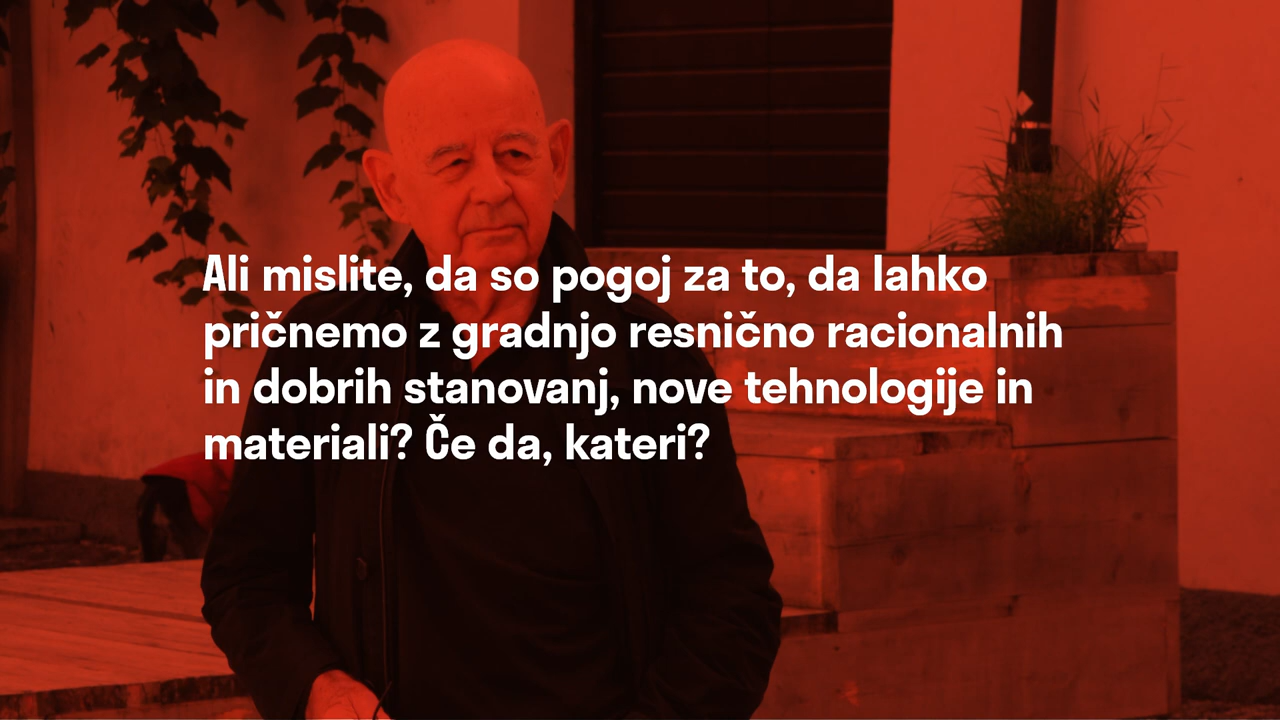 Ali mislite, da so pogoj za to, da lahko
pričnemo z gradnjo resnično racionalnih
in dobrih stanovanj, nove tehnologije in
materiali? Če da, kateri?